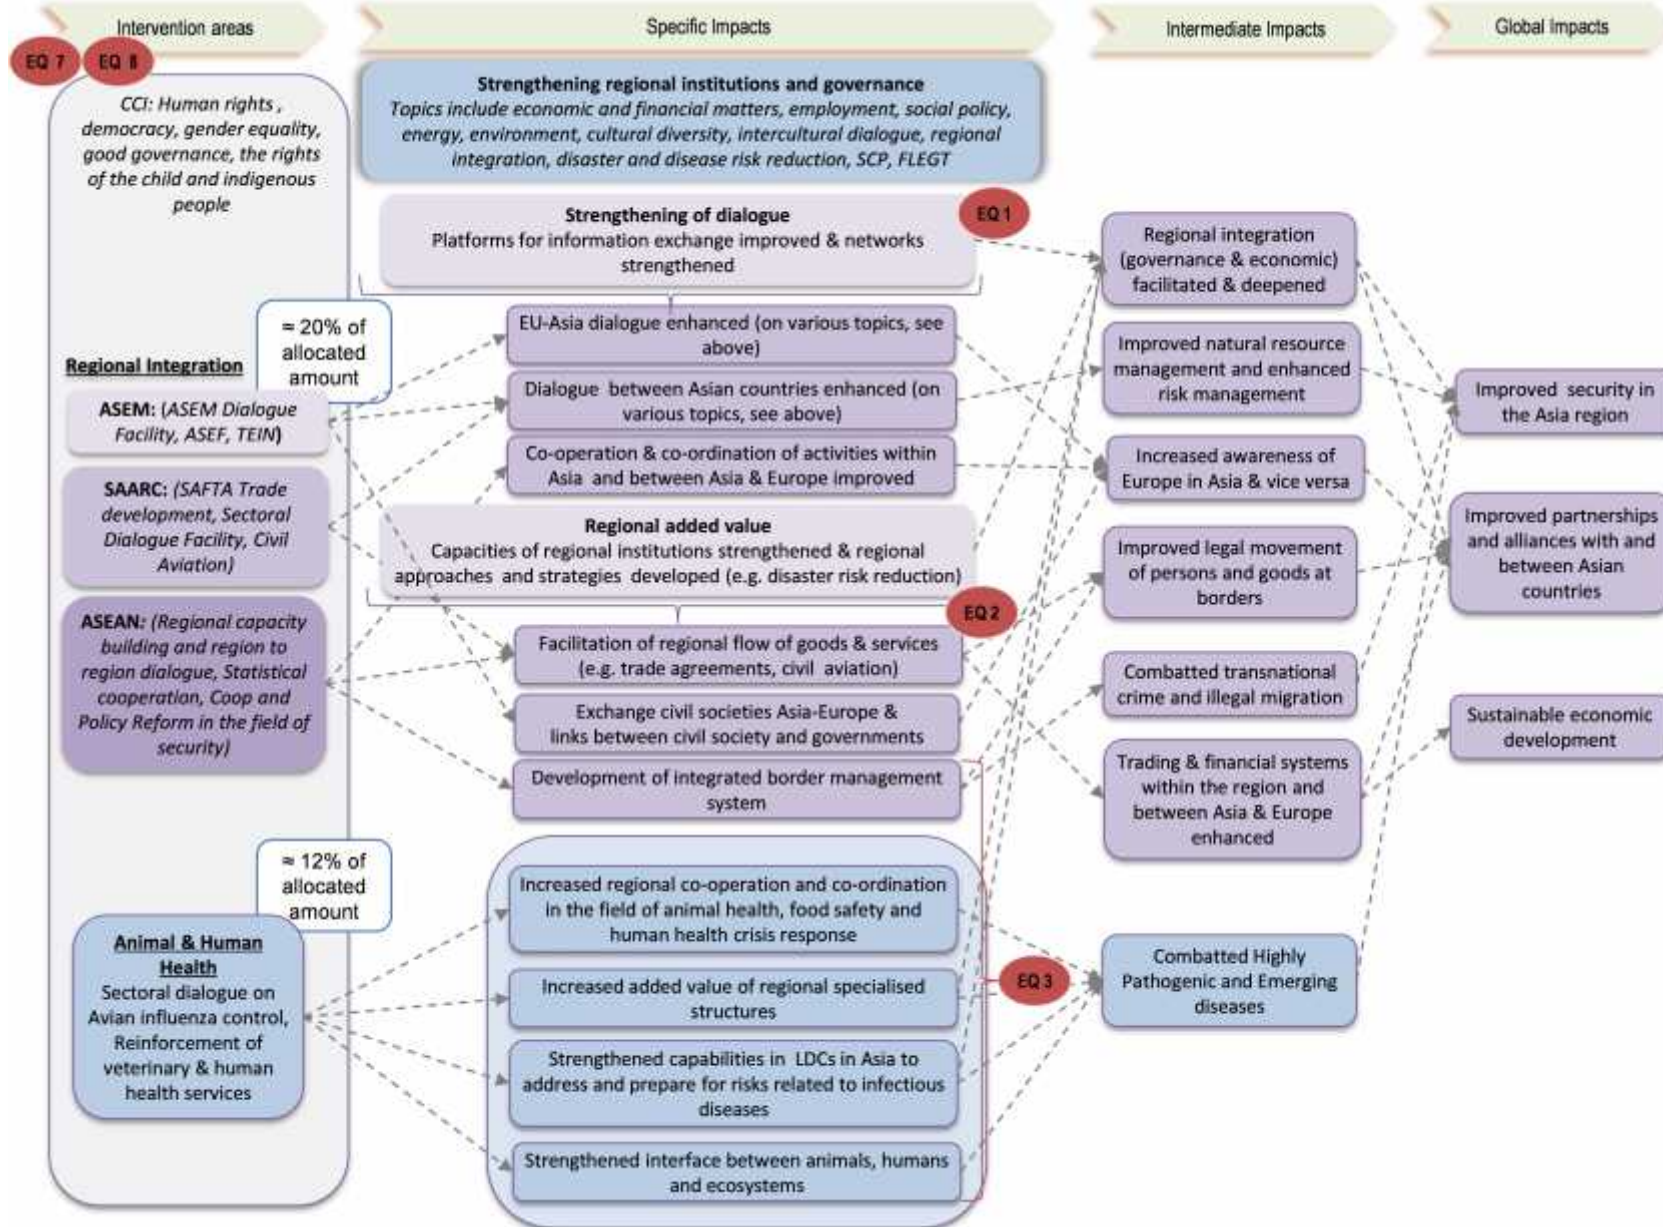 Intervention areas
Specific Impacts
Intermediate Impacts
Global Impacts
EQ 7
EQ 8
CCI: Human rights ,
democracy, gender equality,
good governance, the rights
of the child and indigenous
people
≈ 20% of
allocated
amount
Regional Integration
ASEM: (ASEM Dialogue
Facility, ASEF, TEIN)
SAARC: (SAFTA Trade
development, Sectoral
Dialogue Facility, Civil
Aviation)
ASEAN: (Regional capacity
building and region to
region dialogue, Statistical
cooperation, Coop and
Policy Reform in the field of
security)
≈ 12% of
allocated
amount
Animal & Human
Health
Sectoral dialogue on
Avian influenza control,
Reinforcement of
veterinary & human
health services
Strengthening regional institutions and governance
Topics include economic and financial matters, employment, social policy,
energy, environment, cultural diversity, intercultural dialogue, regional
integration, disaster and disease risk reduction, SCP, FLEGT
Strengthening of dialogue
Platforms for information exchange improved & networks
strengthened
EQ 1
EU-Asia dialogue enhanced (on various topics, see
above)
Dialogue between Asian countries enhanced (on
various topics, see above)
Co-operation & co-ordination of activities within
Asia and between Asia & Europe improved
Regional added value
Capacities of regional institutions strengthened & regional
approaches and strategies developed (e.g. disaster risk reduction)
EQ 2
Facilitation of regional flow of goods & services
(e.g. trade agreements, civil aviation)
Exchange civil societies Asia-Europe &
links between civil society and governments
Development of integrated border management
system
Increased regional co-operation and co-ordination
in the field of animal health, food safety and
human health crisis response
Increased added value of regional specialised
structures
EQ 3
Strengthened capabilities in LDCs in Asia to
address and prepare for risks related to infectious
diseases
Strengthened interface between animals, humans
and ecosystems
Regional integration
(governance & economic)
facilitated & deepened
Improved natural resource
management and enhanced
risk management
Increased awareness of
Europe in Asia & vice versa
Improved legal movement
of persons and goods at
borders
Combatted transnational
crime and illegal migration
Trading & financial systems
within the region and
between Asia & Europe
enhanced
Combatted Highly
Pathogenic and Emerging
diseases
Improved security in
the Asia region
Improved partnerships
and alliances with and
between Asian
countries
Sustainable economic
development